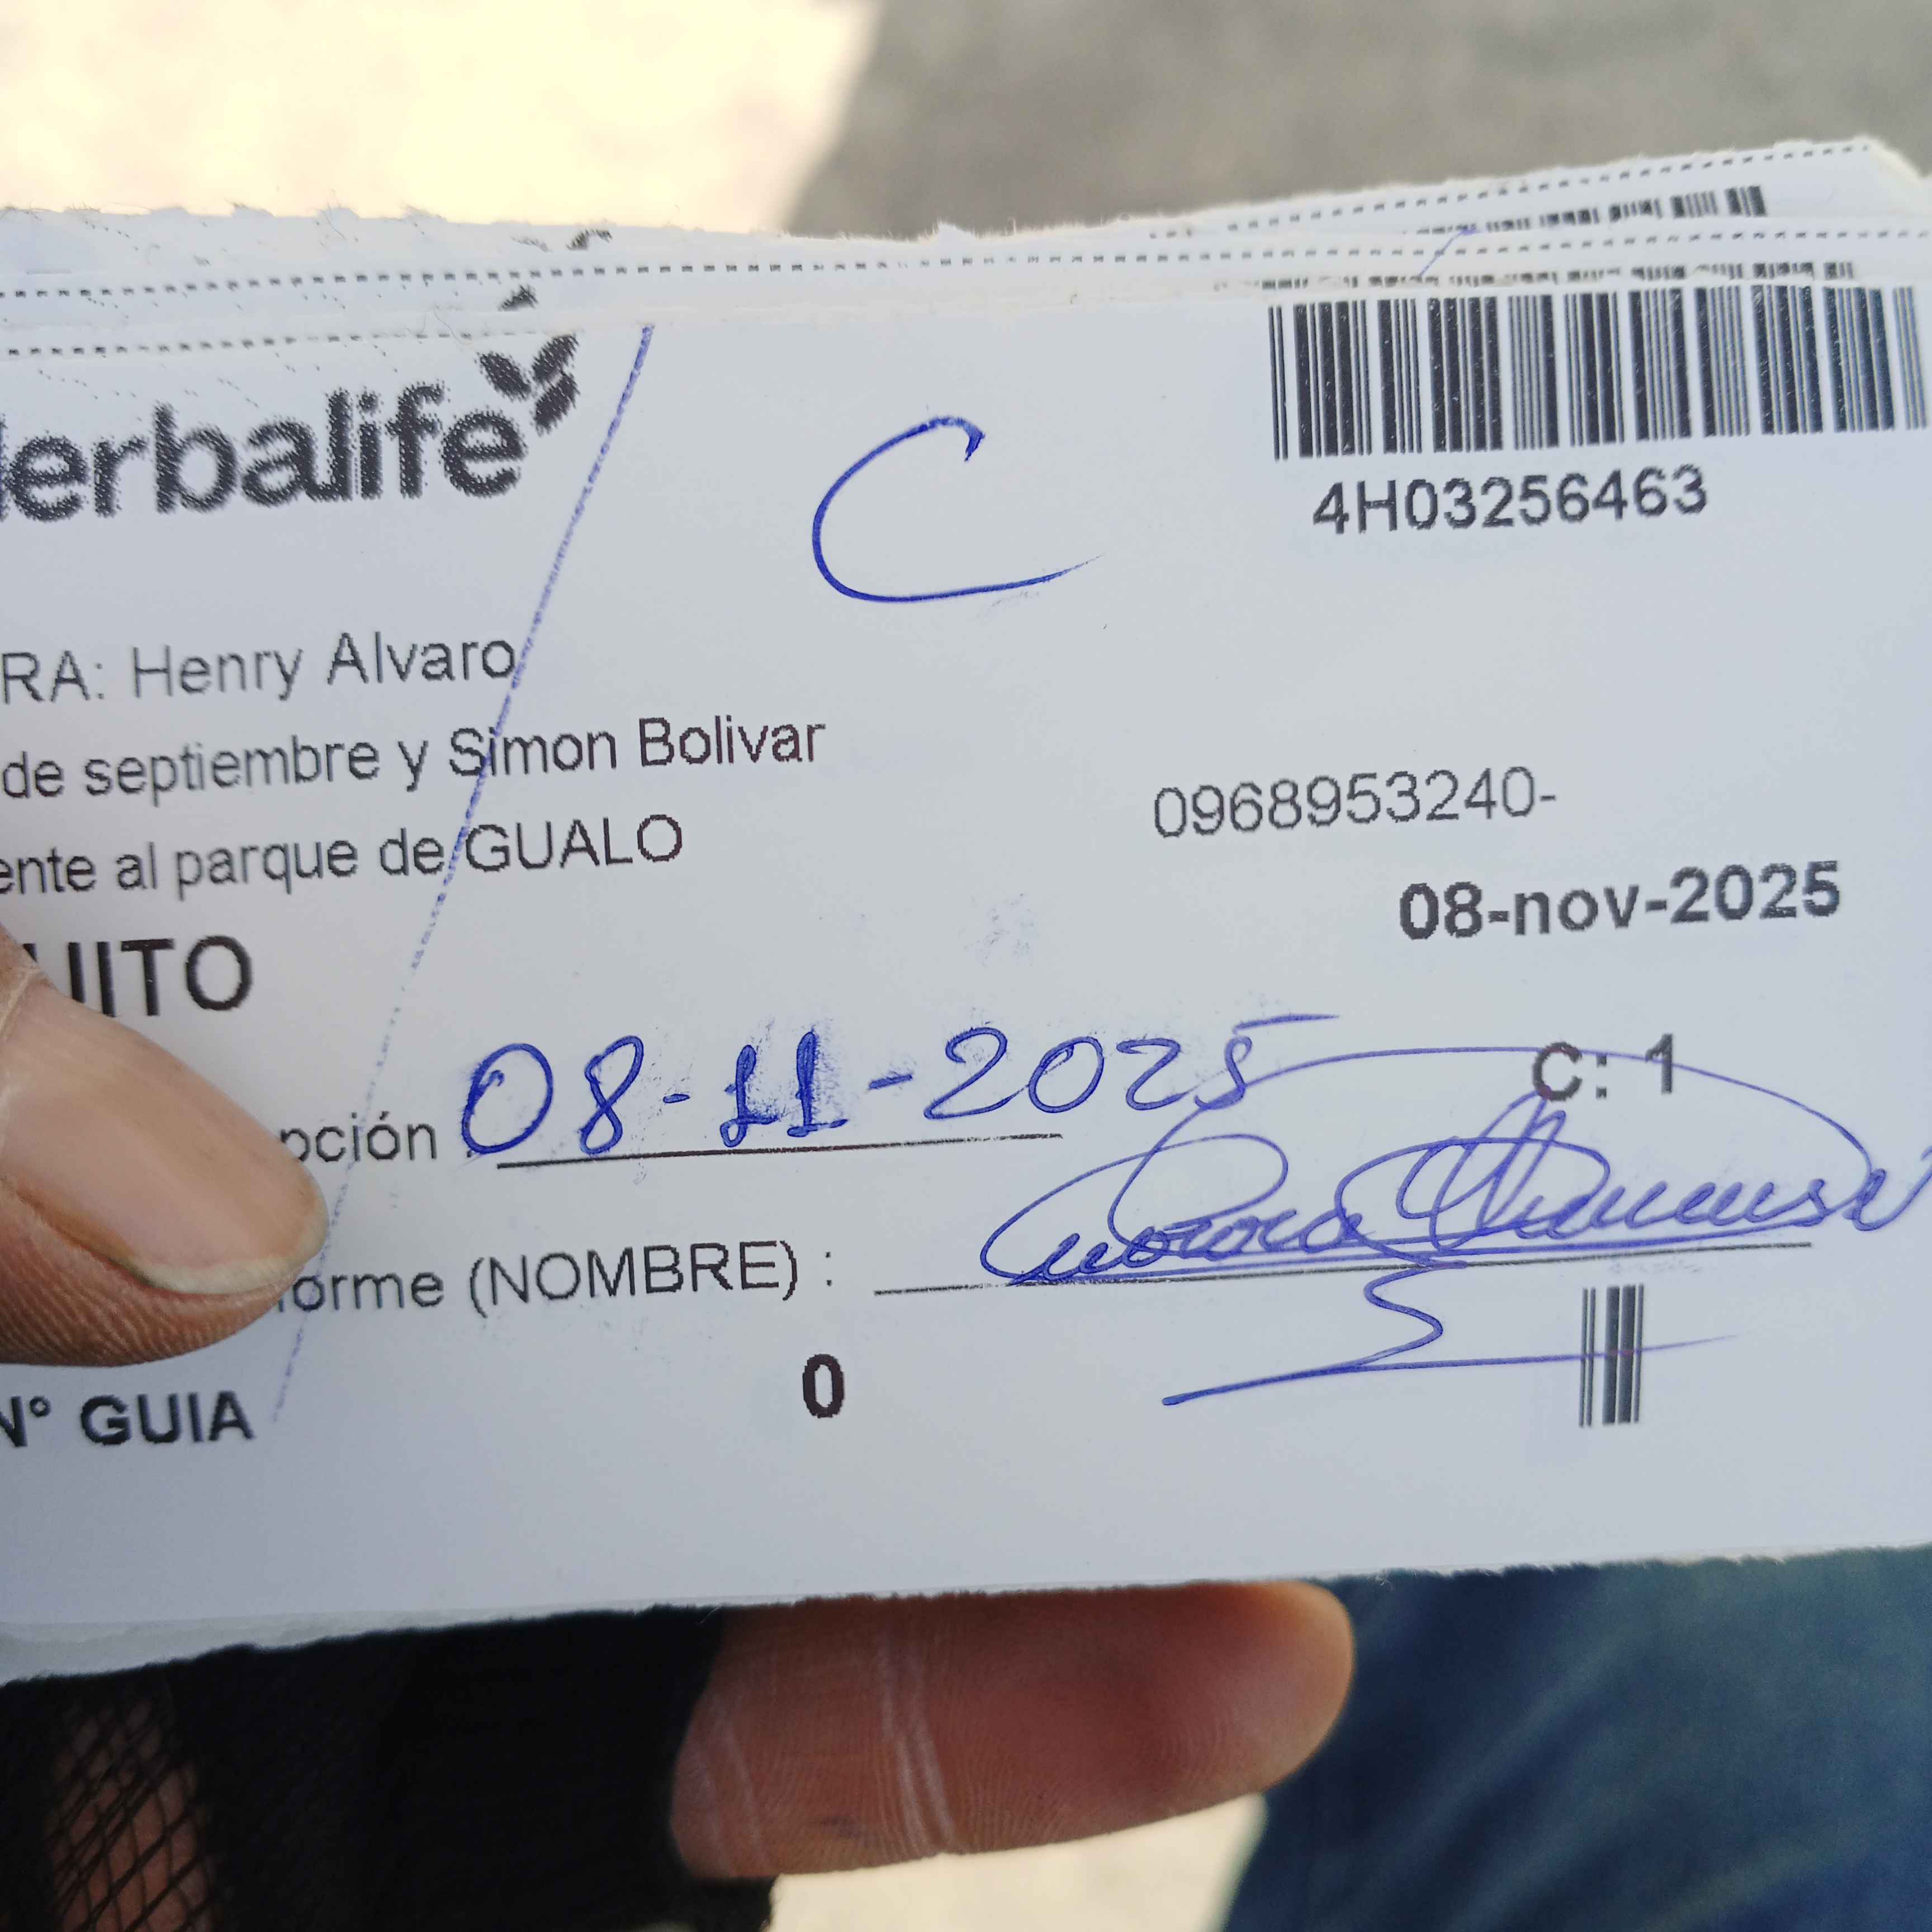 Herbalife
C
4H03256463
RA: Henry Alvaro
de septiembre y Simon Bolivar
ente al parque de GUALO
0968953240-
UITO
08-nov-2025
pción : 08-11-2025
C: 1
orme (NOMBRE) :
N° GUIA
0